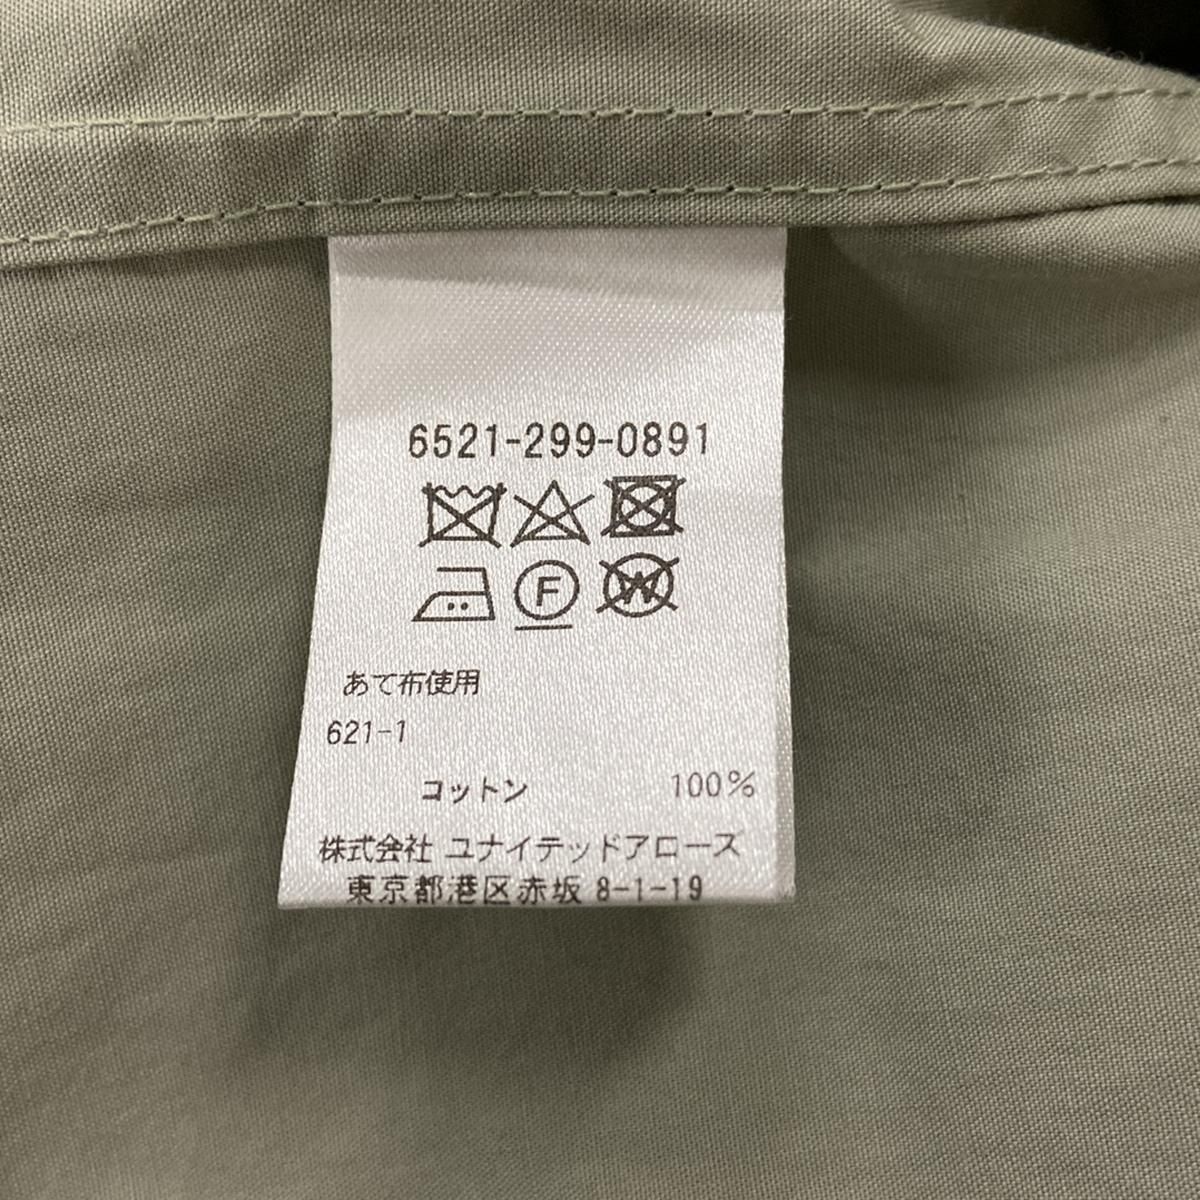 6521-299-0891
F
W
あて布使用
621-1
コットン 100%
株式会社 ユナイテッドアローズ
東京都港区赤坂 8-1-19